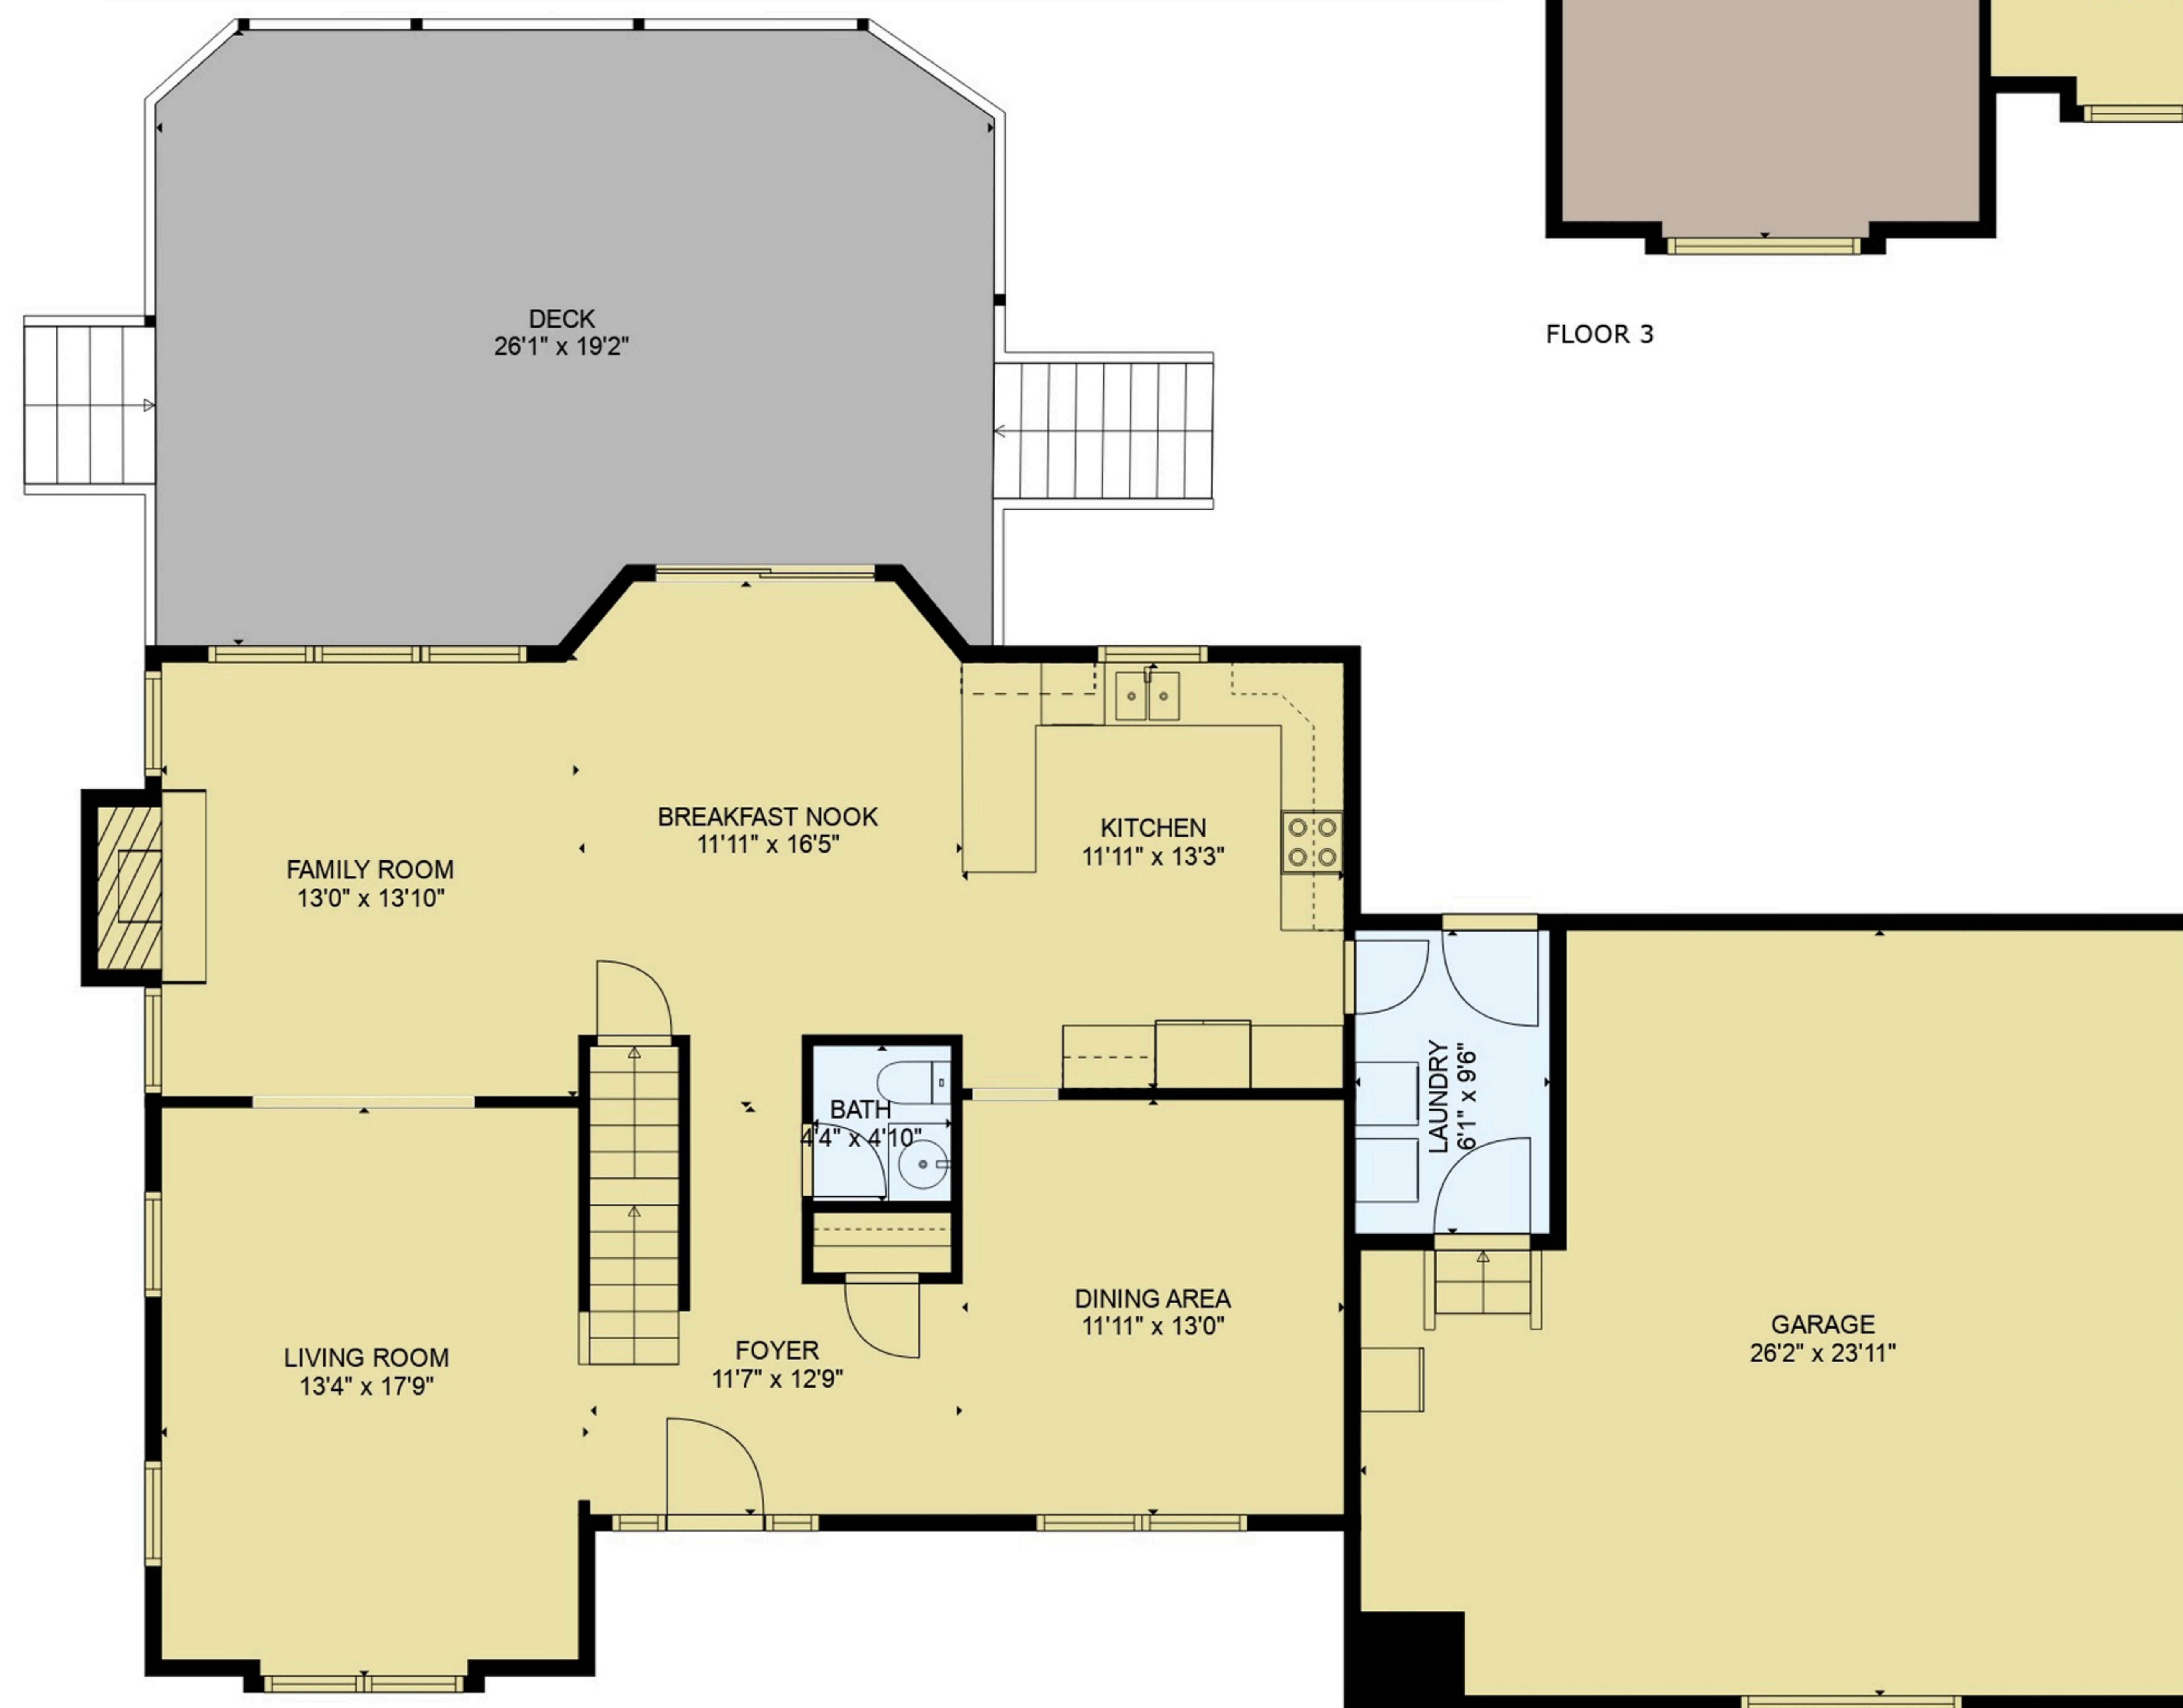 DECK
26'1" x 19'2"
FLOOR 3
BREAKFAST NOOK
11'11" x 16'5"
KITCHEN
11'11" x 13'3"
FAMILY ROOM
13'0" x 13'10"
BATH
4'4" x 4'10"
LAUNDRY
6'1" x 9'6"
DINING AREA
11'11" x 13'0"
GARAGE
26'2" x 23'11"
FOYER
11'7" x 12'9"
LIVING ROOM
13'4" x 17'9"